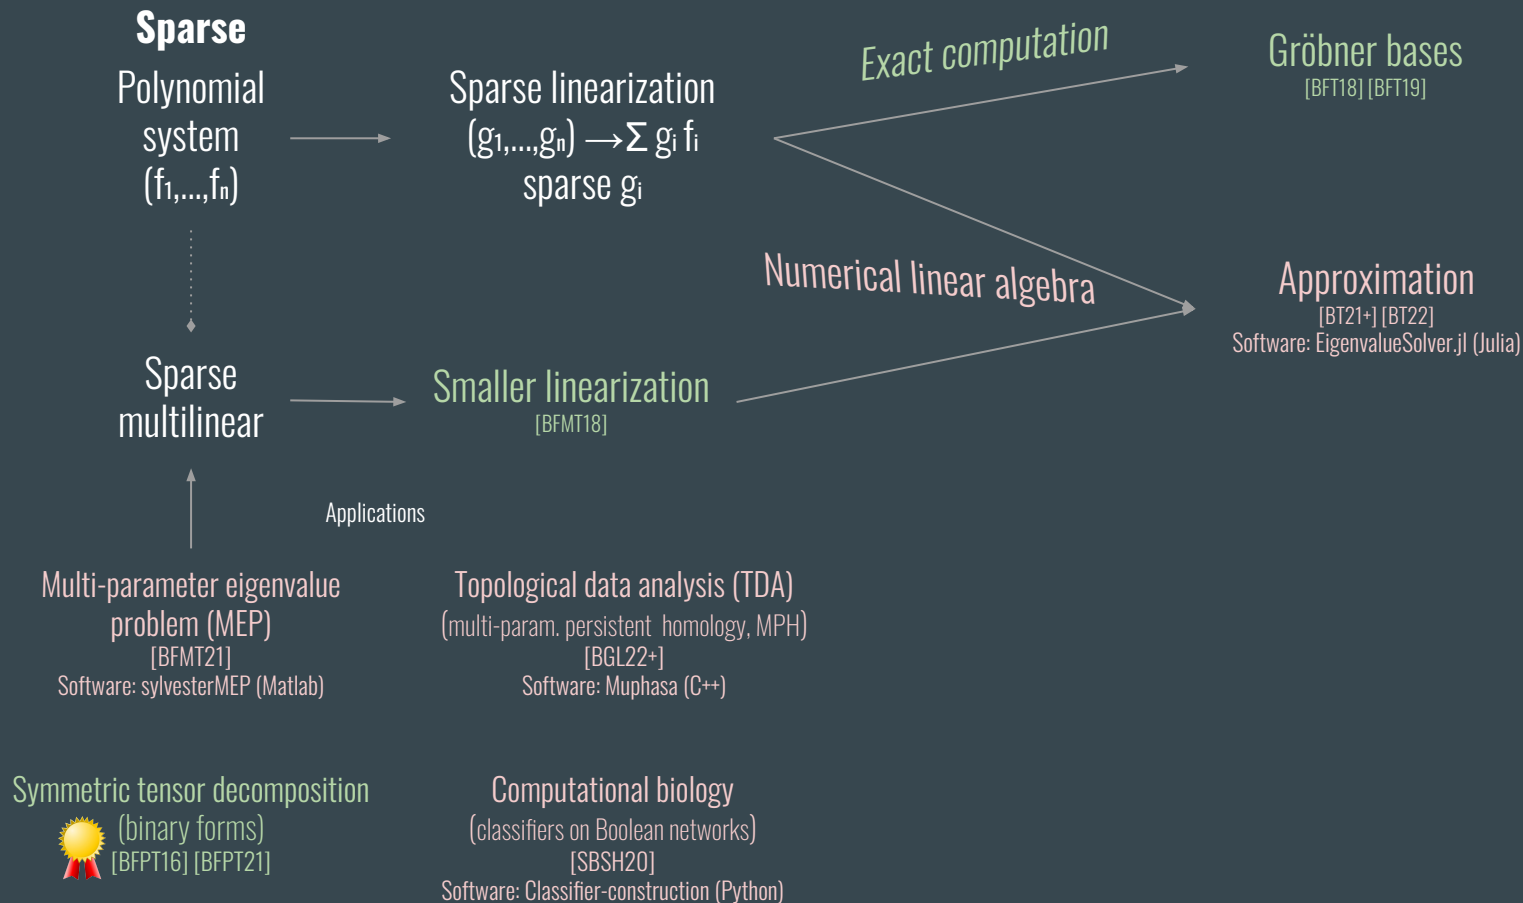 Sparse
Polynomial
system
(f₁,...,fₙ)
Sparse linearization
(g₁,...,gₙ) →Σ gᵢ fᵢ
sparse gᵢ
Exact computation
Gröbner bases
[BFT18] [BFT19]
Numerical linear algebra
Approximation
[BT21+] [BT22]
Software: EigenvalueSolver.jl (Julia)
Sparse
multilinear
Smaller linearization
[BFMT18]
Applications
Multi-parameter eigenvalue
problem (MEP)
[BFMT21]
Software: sylvesterMEP (Matlab)
Topological data analysis (TDA)
(multi-param. persistent homology, MPH)
[BGL22+]
Software: Muphasa (C++)
Symmetric tensor decomposition
(binary forms)
[BFPT16] [BFPT21]
Computational biology
(classifiers on Boolean networks)
[SBSH20]
Software: Classifier-construction (Python)